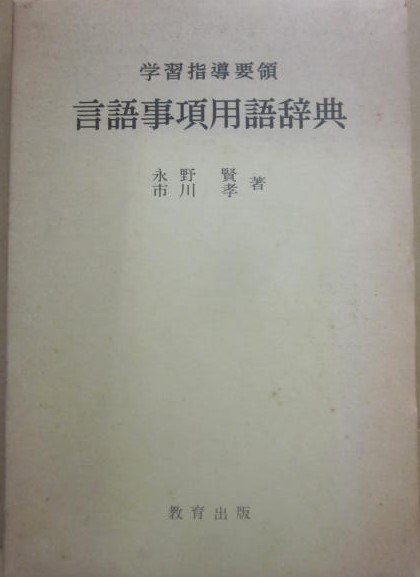 学習指導要領
言語事項用語辞典
永野賢
市川孝 著
教育出版